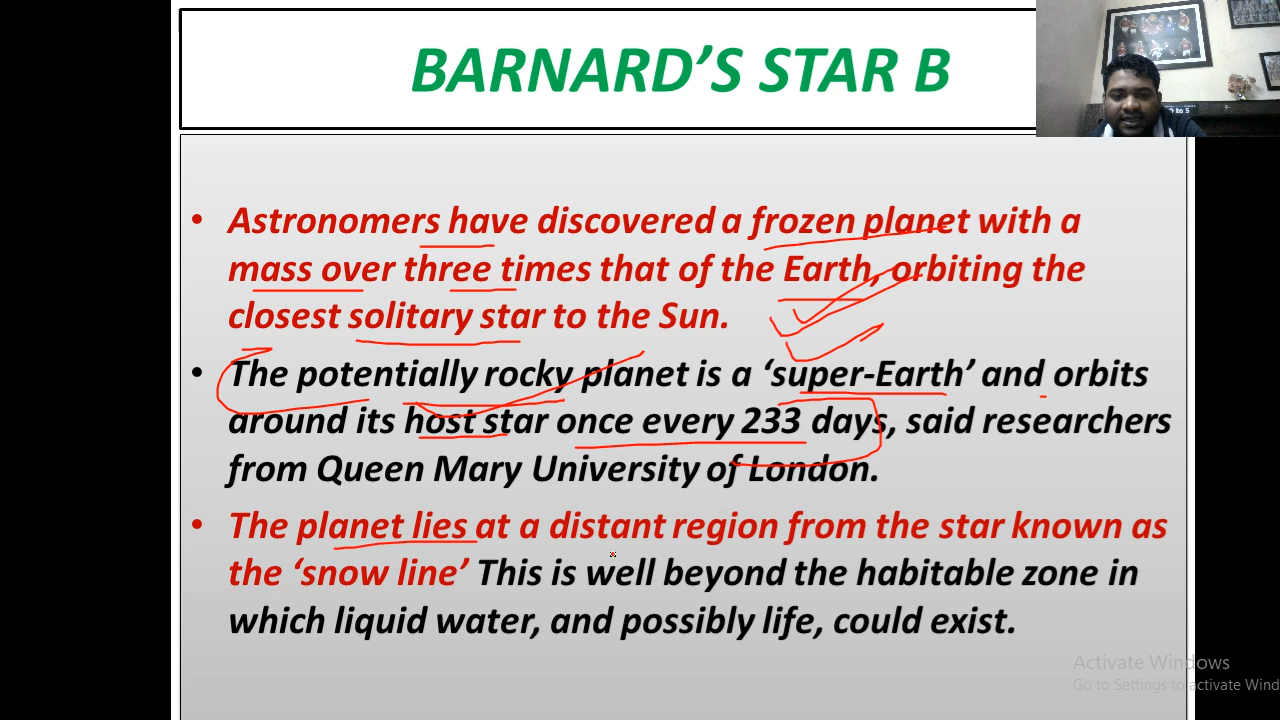 BARNARD'S STAR B
• Astronomers have discovered a frozen planet with a
mass over three times that of the Earth, orbiting the
closest solitary star to the Sun.
• The potentially rocky planet is a ‘super-Earth’ and orbits
around its host star once every 233 days, said researchers
from Queen Mary University of London.
• The planet lies at a distant region from the star known as
the ‘snow line’ This is well beyond the habitable zone in
which liquid water, and possibly life, could exist.
Activate Windows
Go to Settings to activate Wind